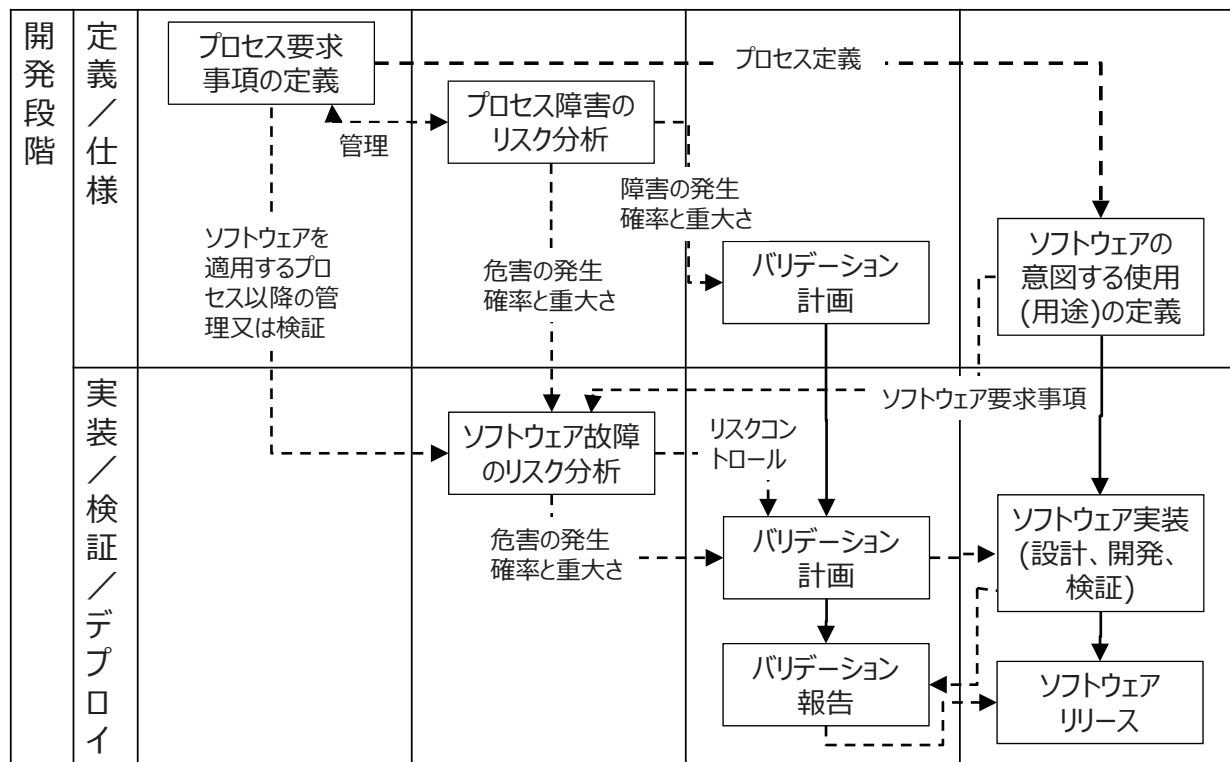 開発段階
定義／仕様
プロセス要求
事項の定義
プロセス定義
プロセス障害の
リスク分析
管理
障害の発生
確率と重大さ
ソフトウェアを
適用するプロ
セス以降の管
理又は検証
危害の発生
確率と重大さ
バリデーション
計画
ソフトウェアの
意図する使用
(用途)の定義
実装／検証／デプロイ
ソフトウェア要求事項
ソフトウェア故障
のリスク分析
リスクコン
トロール
危害の発生
確率と重大さ
バリデーション
計画
ソフトウェア実装
(設計、開発、
検証)
バリデーション
報告
ソフトウェア
リリース